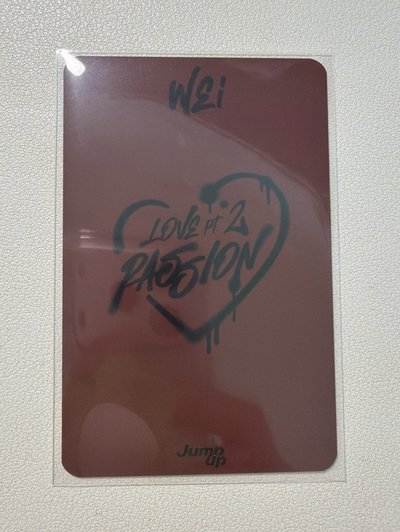 WEi
LOVE PT 2
PASSION
Jump
up